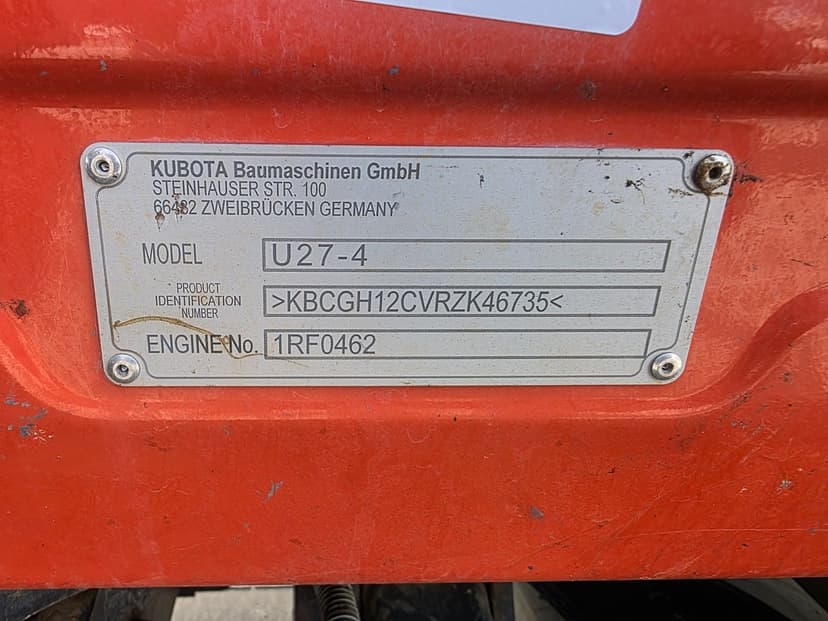 KUBOTA Baumaschinen GmbH
STEINHAUSER STR. 100
66482 ZWEIBRÜCKEN GERMANY
MODEL U27-4
PRODUCT
IDENTIFICATION
NUMBER
>KBCGH12CVRZK46735<
ENGINE No. 1RF0462